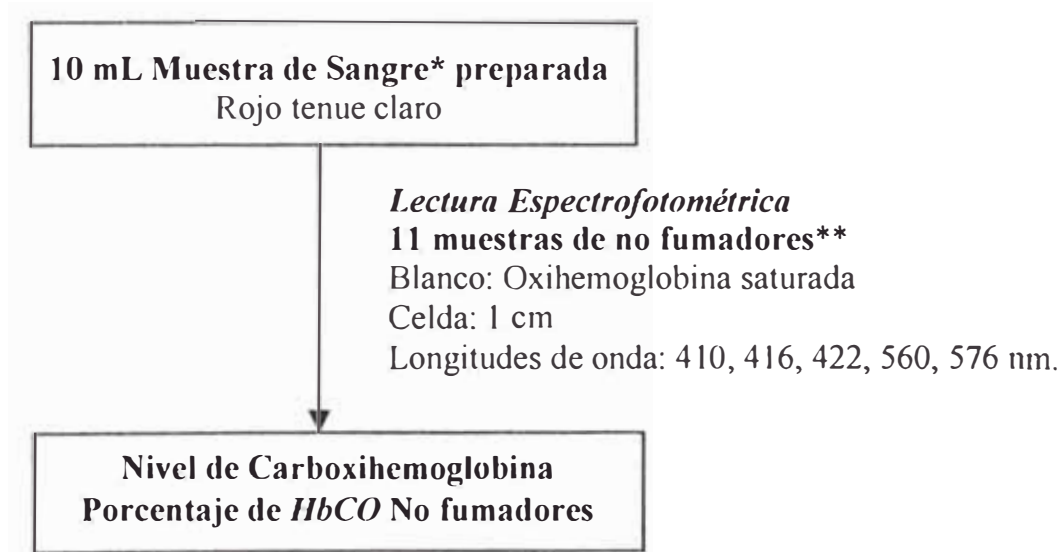 10 mL Muestra de Sangre* preparada
Rojo tenue claro
Lectura Espectrofotométrica
11 muestras de no fumadores**
Blanco: Oxihemoglobina saturada
Celda: 1 cm
Longitudes de onda: 410, 416, 422, 560, 576 nm.
Nivel de Carboxihemoglobina
Porcentaje de HbCO No fumadores